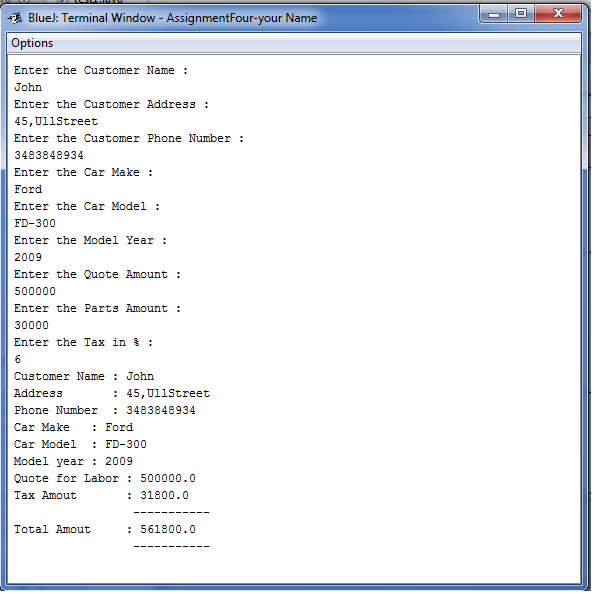 BlueJ: Terminal Window - AssignmentFour-your Name
Options
Enter the Customer Name :
John
Enter the Customer Address :
45,UllStreet
Enter the Customer Phone Number :
3483848934
Enter the Car Make :
Ford
Enter the Car Model :
FD-300
Enter the Model Year :
2009
Enter the Quote Amount :
500000
Enter the Parts Amount :
30000
Enter the Tax in % :
6
Customer Name : John
Address       : 45,UllStreet
Phone Number  : 3483848934
Car Make   : Ford
Car Model  : FD-300
Model year : 2009
Quote for Labor : 500000.0
Tax Amout       : 31800.0
                 -----------
Total Amout     : 561800.0
                 -----------